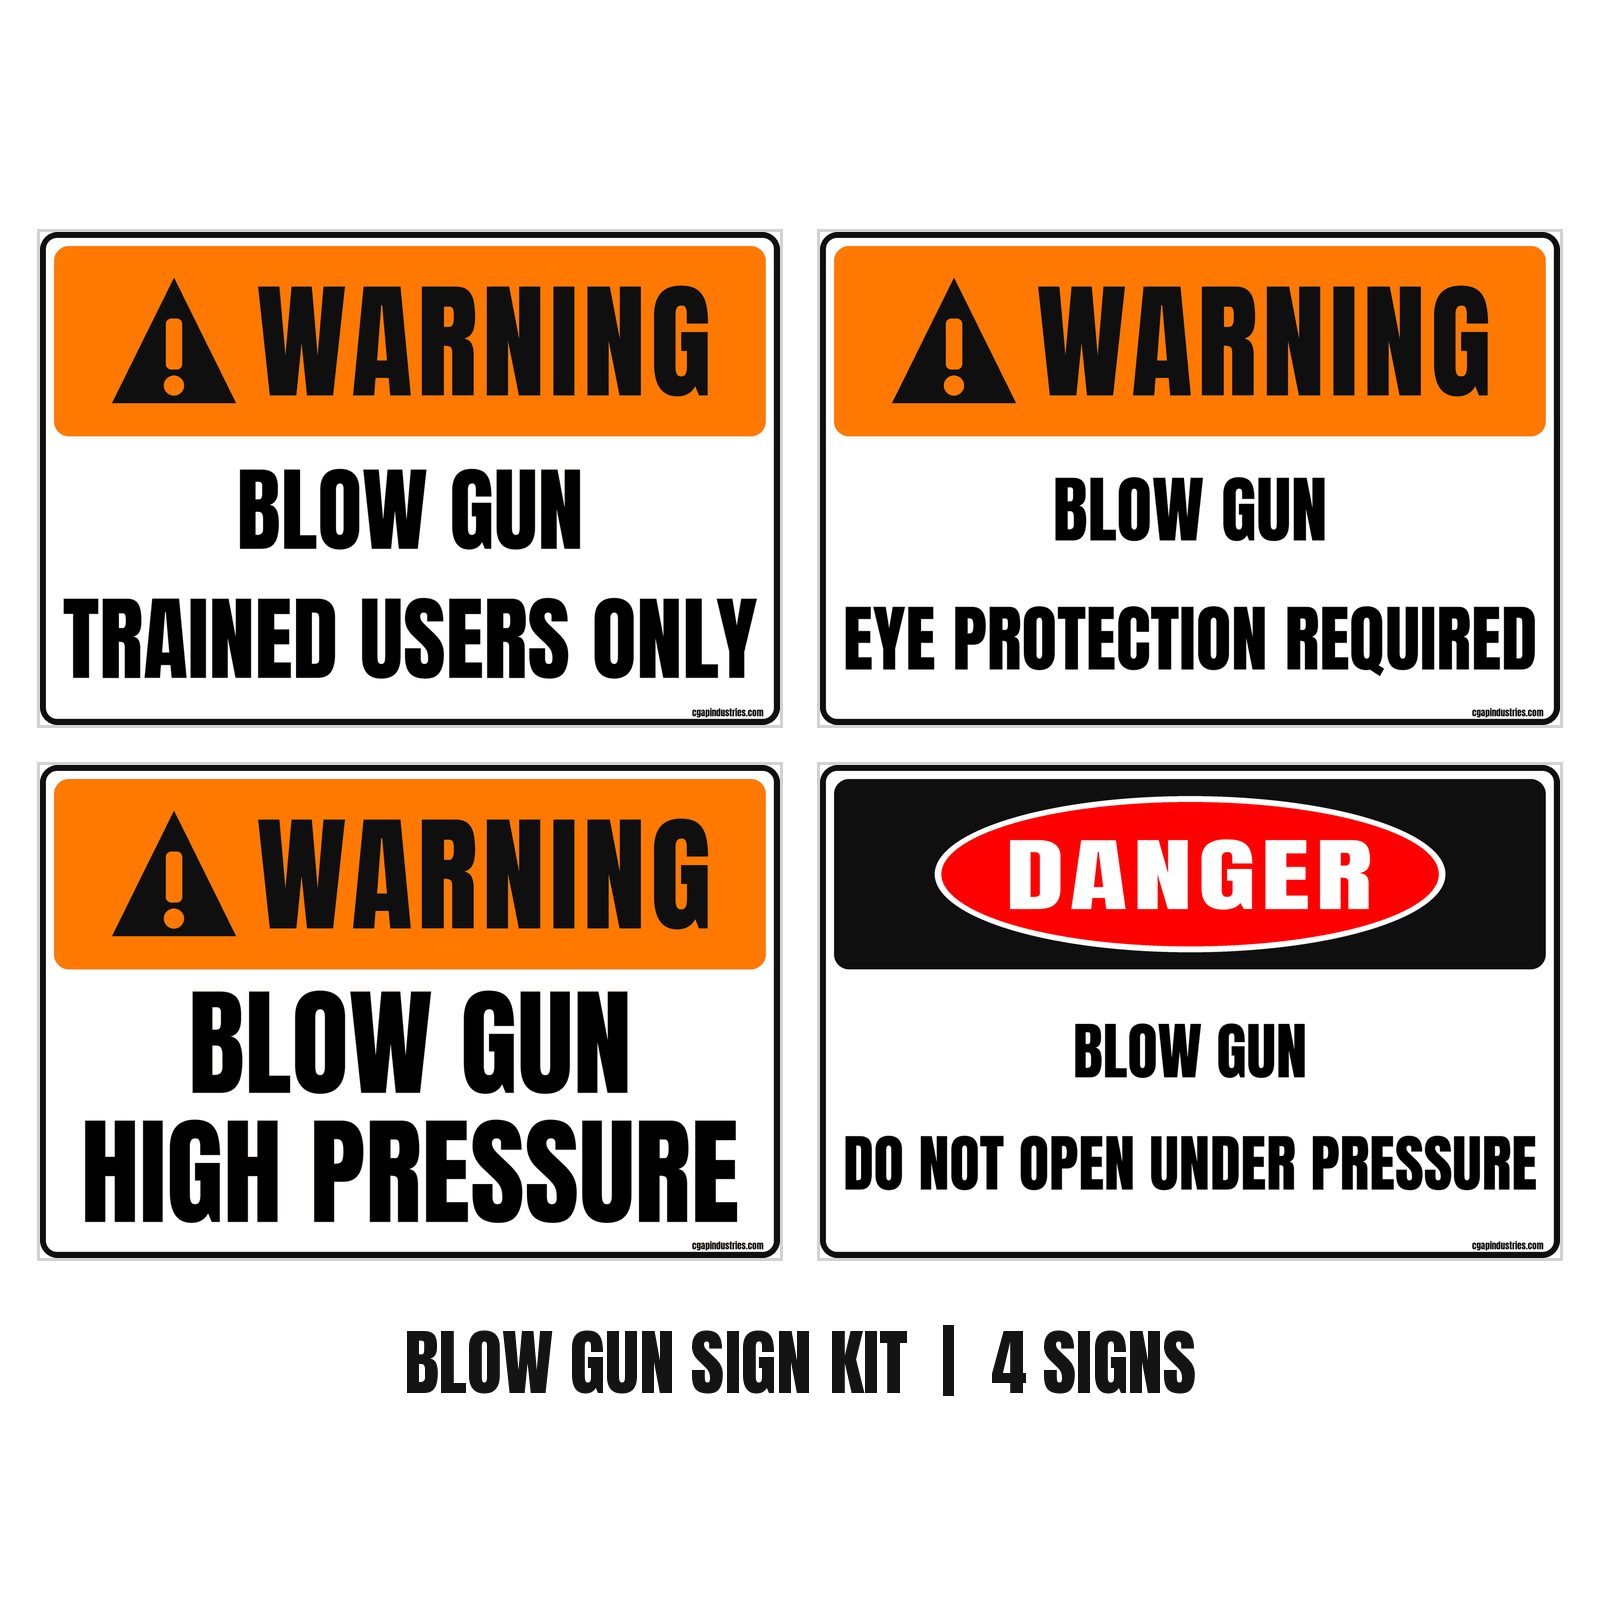 WARNING
BLOW GUN
TRAINED USERS ONLY
cgapindustries.com
WARNING
BLOW GUN
EYE PROTECTION REQUIRED
cgapindustries.com
WARNING
BLOW GUN
HIGH PRESSURE
cgapindustries.com
DANGER
BLOW GUN
DO NOT OPEN UNDER PRESSURE
cgapindustries.com
BLOW GUN SIGN KIT | 4 SIGNS